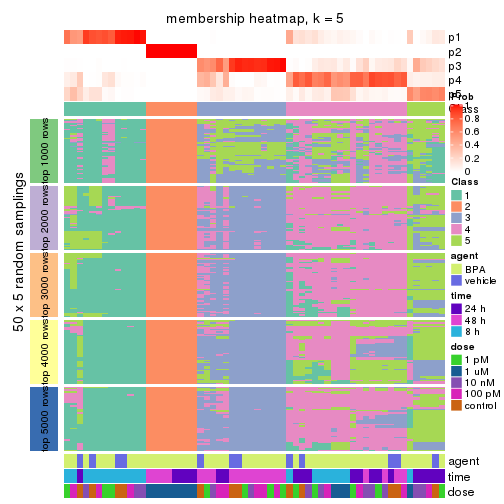 membership heatmap, k = 5
p1
p2
p3
p4
p5
50 x 5 random samplings
top 1000 rows
top 2000 rows
top 3000 rows
top 4000 rows
top 5000 rows
Prob
1
0.8
0.6
0.4
0.2
0
Class
Class
1
2
3
4
5
agent
BPA
vehicle
time
24 h
48 h
8 h
dose
1 pM
1 uM
10 nM
100 pM
control
agent
time
dose